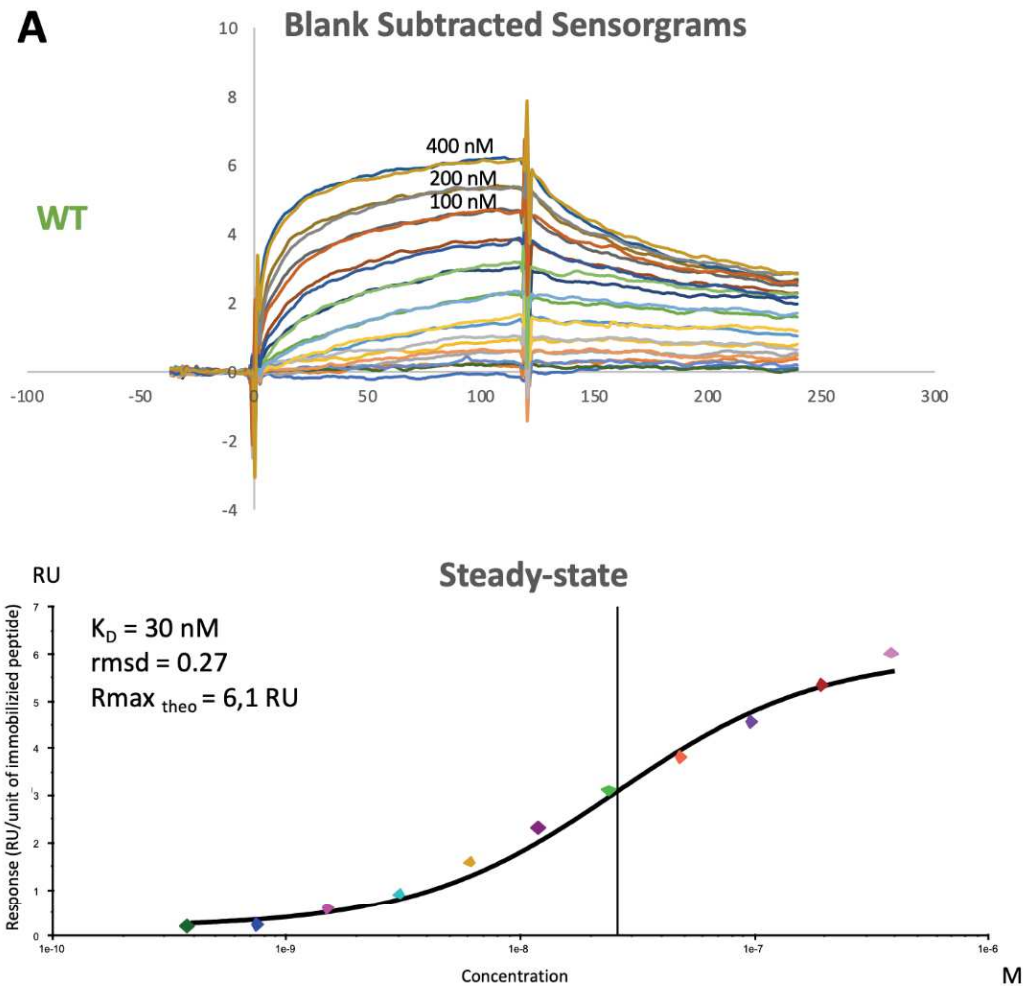 A
Blank Subtracted Sensorgrams
10
8
6
4
2
0
-2
-4
WT
400 nM
200 nM
100 nM
-100
-50
0
50
100
150
200
250
300
RU
Steady-state
Response (RU/unit of immobilizied peptide)
7
6
5
4
3
2
1
0
K_D = 30 nM
rmsd = 0.27
Rmax theo = 6,1 RU
1e-10
1e-9
1e-8
1e-7
1e-6
Concentration
M